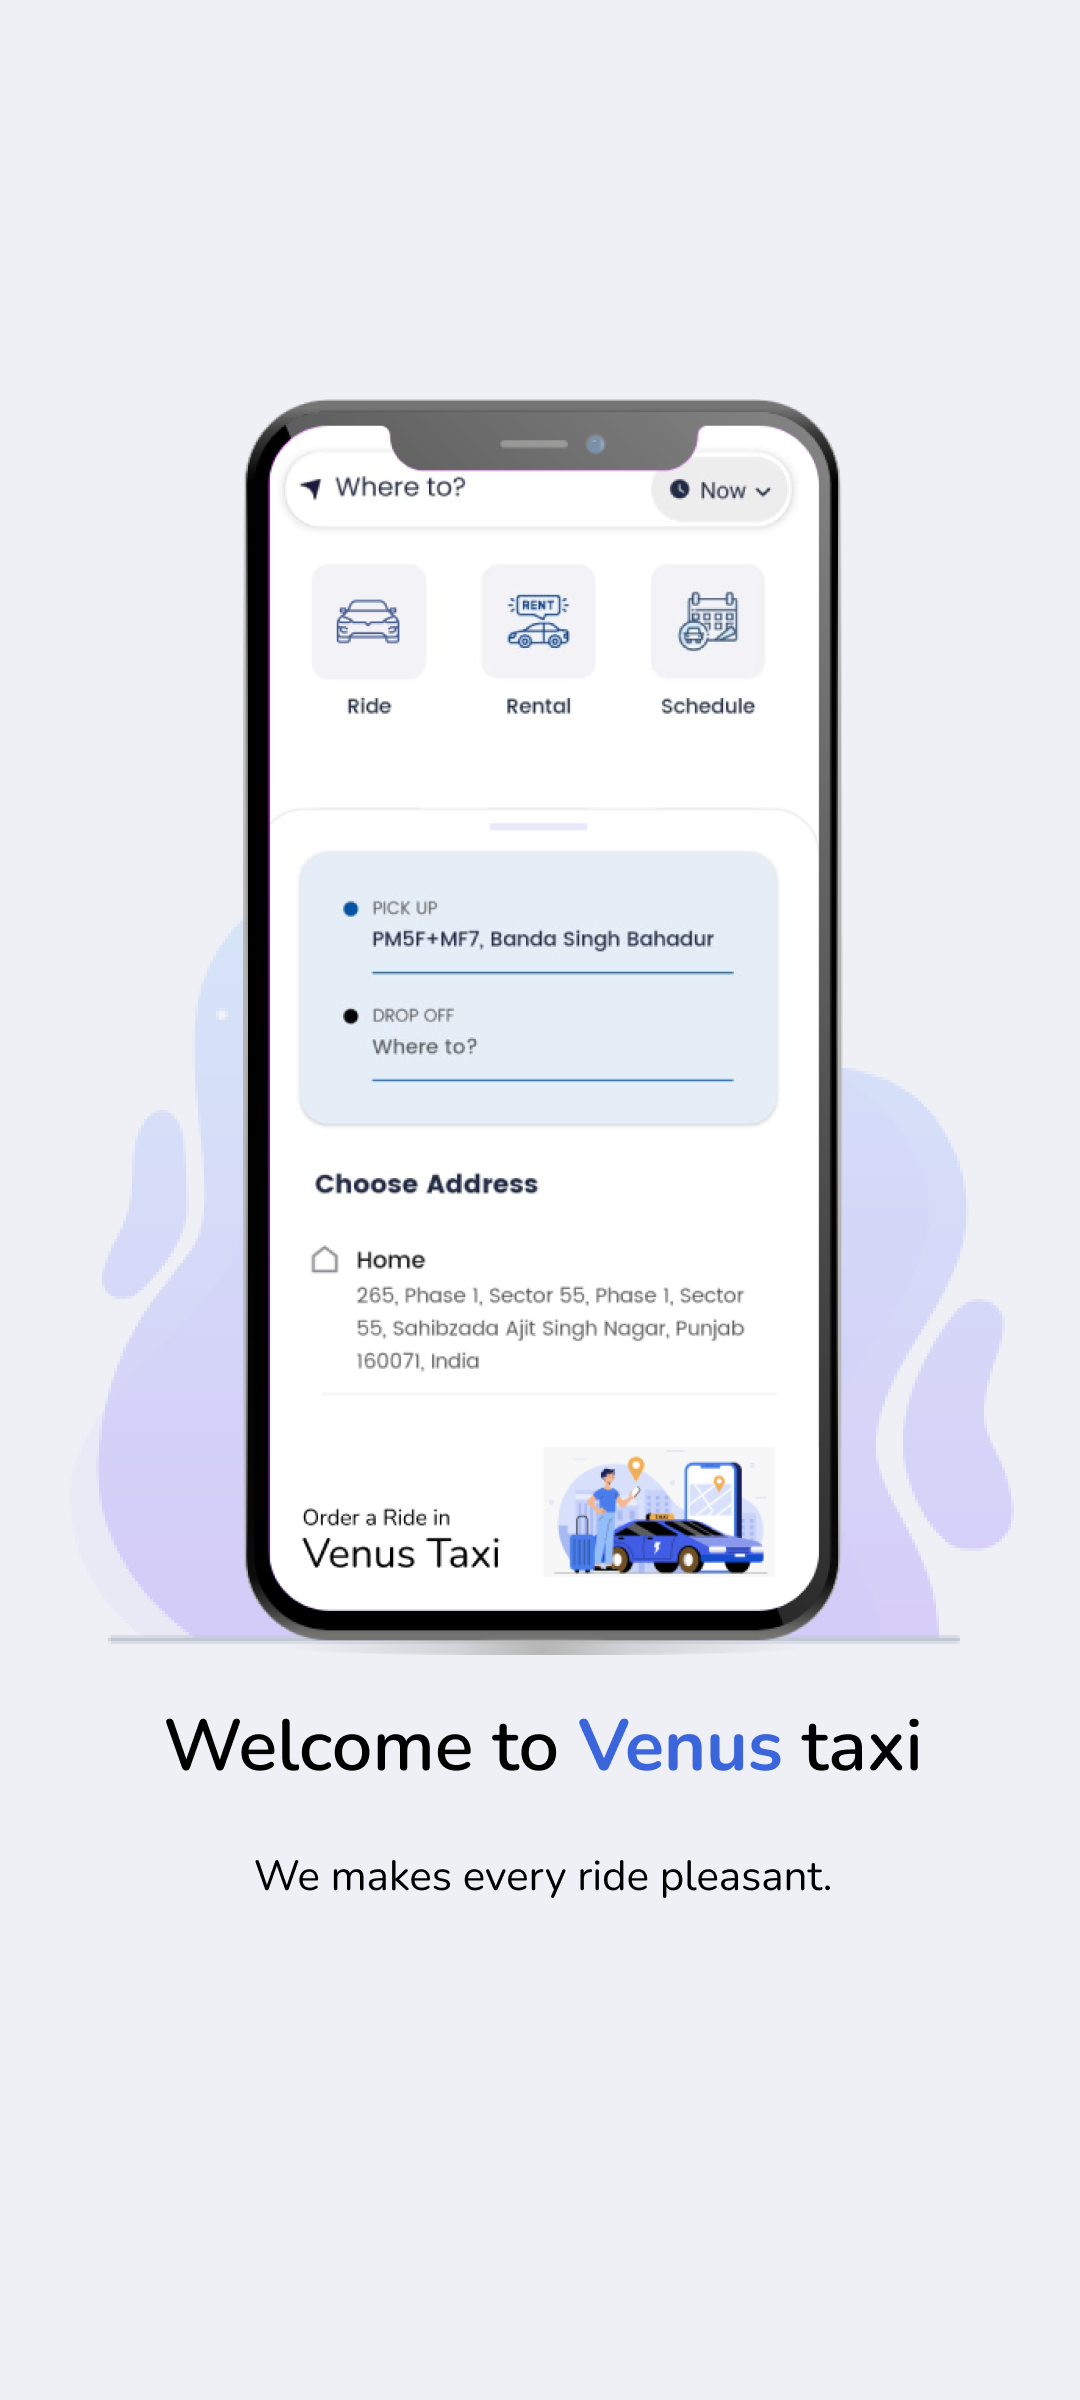 Where to?
Now
RENT
Ride
Rental
Schedule
PICK UP
PM5F+MF7, Banda Singh Bahadur
DROP OFF
Where to?
Choose Address
Home
265, Phase 1, Sector 55, Phase 1, Sector
55, Sahibzada Ajit Singh Nagar, Punjab
160071, India
Order a Ride in
Venus Taxi
TAXI
Welcome to Venus taxi
We makes every ride pleasant.